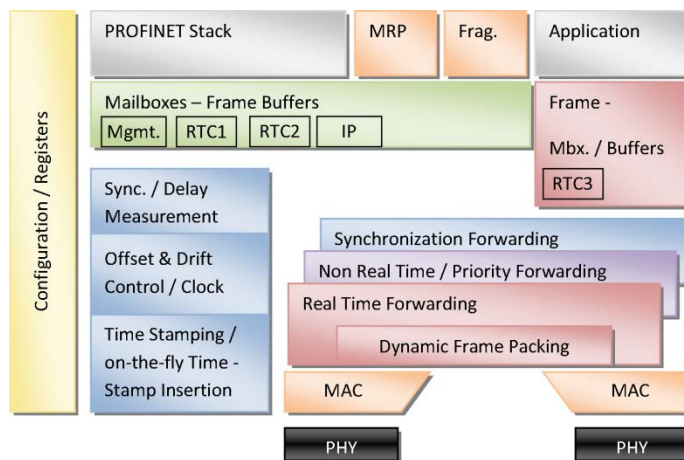 PROFINET Stack
MRP
Frag.
Application
Configuration / Registers
Mailboxes – Frame Buffers
Mgmt.
RTC1
RTC2
IP
Frame -
Mbx. / Buffers
RTC3
Sync. / Delay
Measurement
Offset & Drift
Control / Clock
Time Stamping /
on-the-fly Time -
Stamp Insertion
Synchronization Forwarding
Non Real Time / Priority Forwarding
Real Time Forwarding
Dynamic Frame Packing
MAC
MAC
PHY
PHY